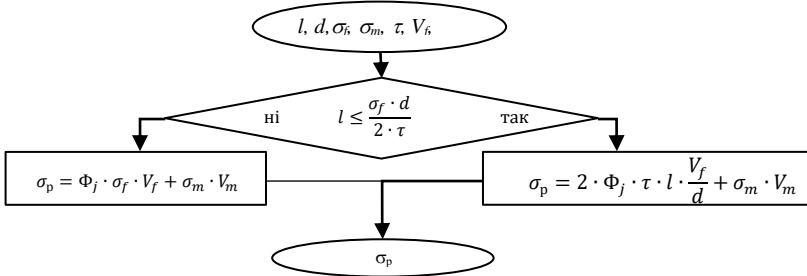 l, d, σf, σm, τ, Vf,
ні l ≤ σf · d / 2 · τ так
σp = Φj · σf · Vf + σm · Vm
σp = 2 · Φj · τ · l · Vf / d + σm · Vm
σp